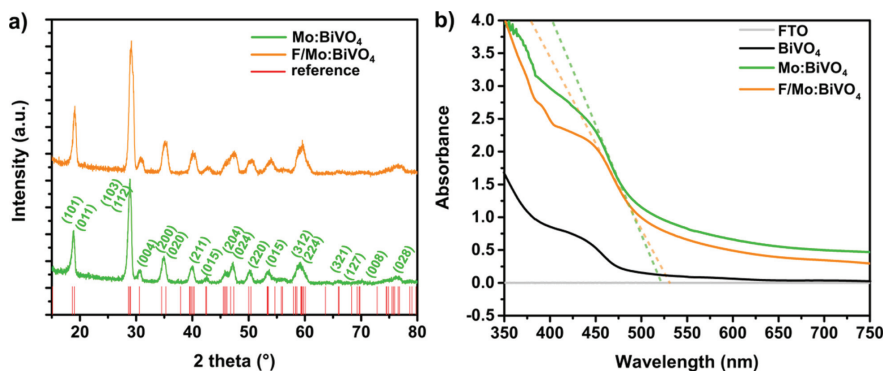 a)
Mo:BiVO₄
F/Mo:BiVO₄
reference
Intensity (a.u.)
(101)
(011)
(103)
(112)
(004)
(200)
(020)
(211)
(015)
(204)
(024)
(220)
(015)
(312)
(224)
(321)
(127)
(008)
(028)
20 30 40 50 60 70 80
2 theta (°)
b)
FTO
BiVO₄
Mo:BiVO₄
F/Mo:BiVO₄
Absorbance
4.0
3.5
3.0
2.5
2.0
1.5
1.0
0.5
0.0
-0.5
350 400 450 500 550 600 650 700 750
Wavelength (nm)